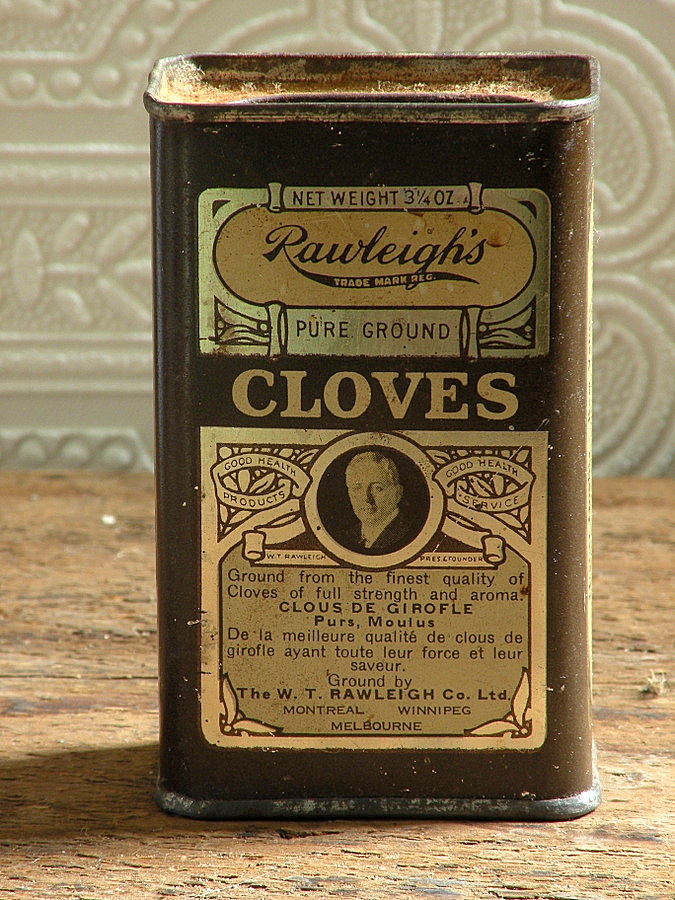 NET WEIGHT 3¼ OZ.
Rawleigh's
TRADE MARK REG.
PURE GROUND
CLOVES
GOOD HEALTH
PRODUCTS
GOOD HEALTH
SERVICE
W.T. RAWLEIGH
PRES. & FOUNDER
Ground from the finest quality of
Cloves of full strength and aroma.
CLOUS DE GIROFLE
Purs, Moulus
De la meilleure qualité de clous de
girofle ayant toute leur force et leur
saveur.
Ground by
The W. T. RAWLEIGH Co. Ltd.
MONTREAL WINNIPEG
MELBOURNE